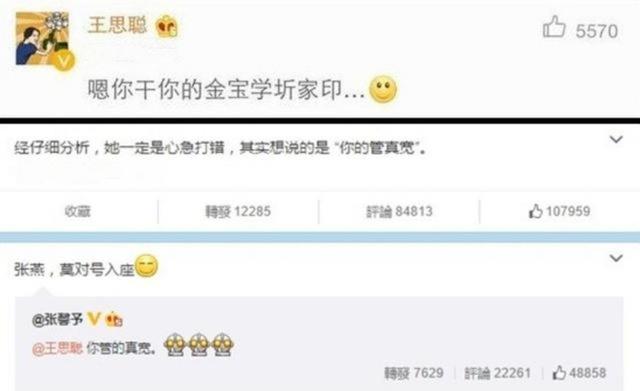 王思聪
5570
嗯你干你的金宝学圻家印...
经仔细分析，她一定是心急打错，其实想说的是 "你的管真宽"。
收藏 轉發 12285 評論 84813 107959
张燕，莫对号入座
@张馨予
@王思聪 你管的真宽。
轉發 7629 評論 22261 48858